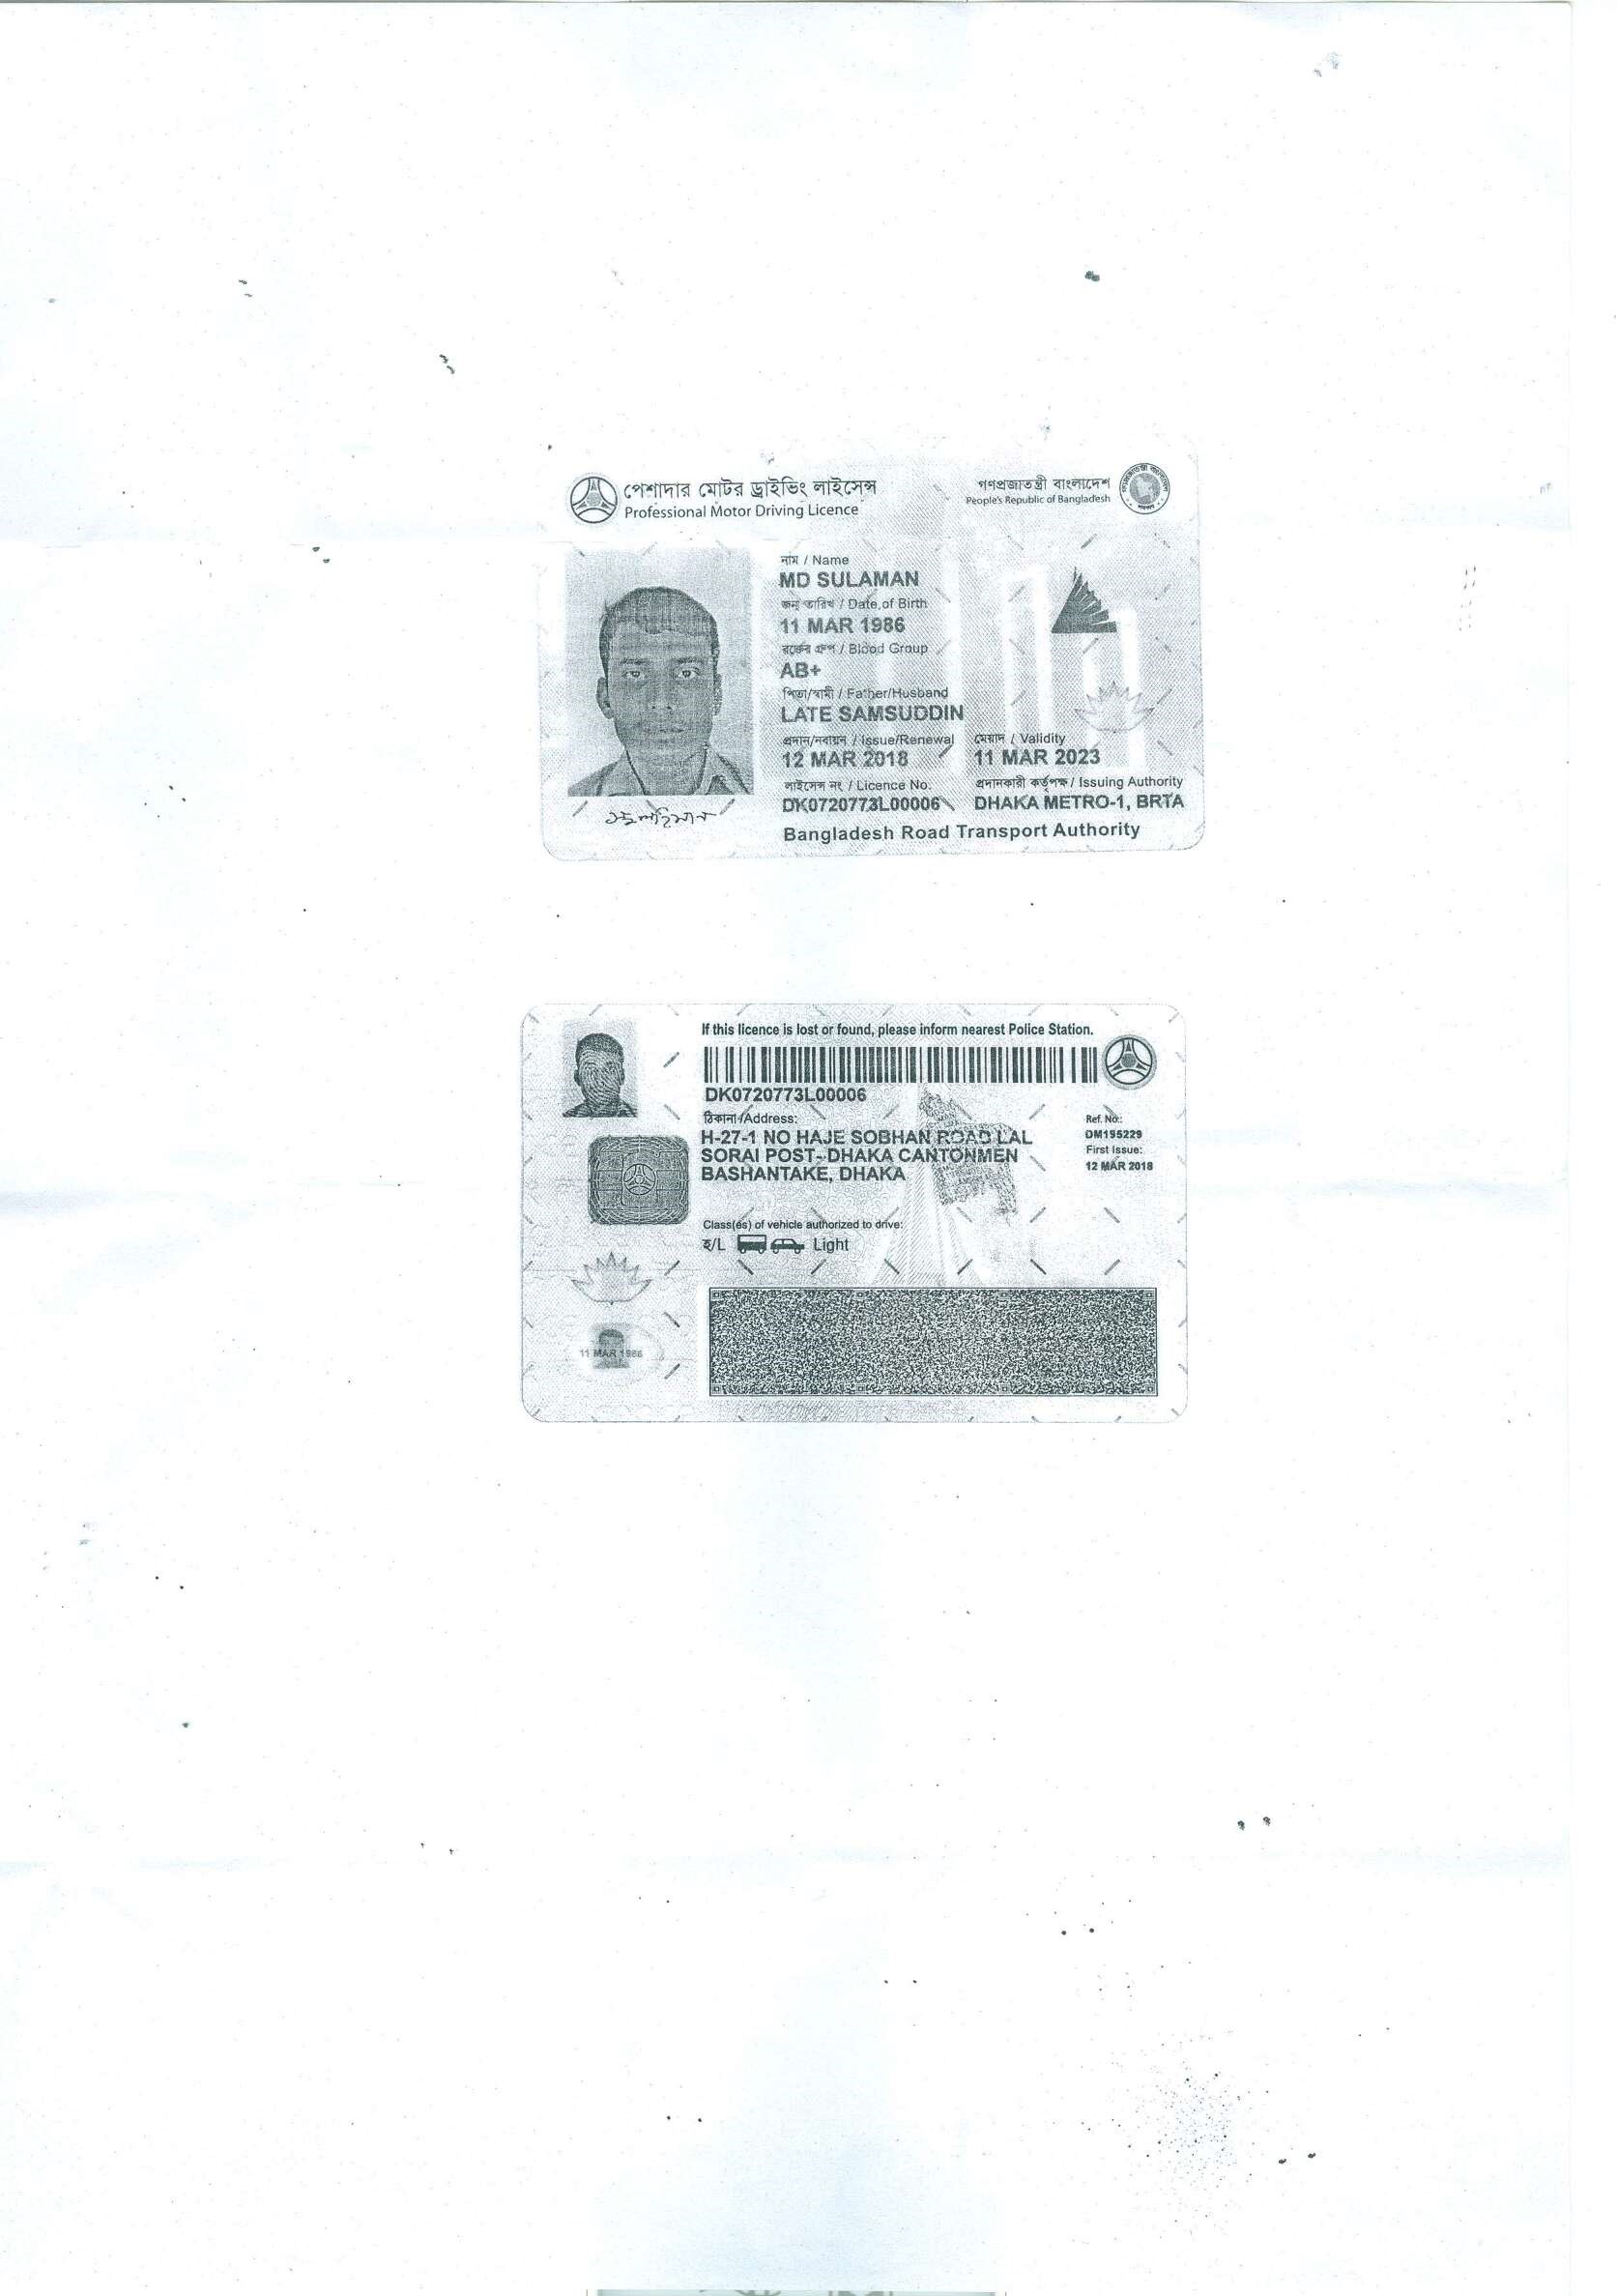 পেশাদার মোটর ড্রাইভিং লাইসেন্স
Professional Motor Driving Licence
গণপ্রজাতন্ত্রী বাংলাদেশ
People's Republic of Bangladesh
নাম / Name
MD SULAMAN
জন্ম তারিখ / Date of Birth
11 MAR 1986
রক্তের গ্রুপ / Blood Group
AB+
পিতা/স্বামী / Father/Husband
LATE SAMSUDDIN
প্রদান/নবায়ন / Issue/Renewal মেয়াদ / Validity
12 MAR 2018 11 MAR 2023
লাইসেন্স নং / Licence No. প্রদানকারী কর্তৃপক্ষ / Issuing Authority
DK0720773L00006 DHAKA METRO-1, BRTA
Bangladesh Road Transport Authority
If this licence is lost or found, please inform nearest Police Station.
DK0720773L00006
ঠিকানা /Address:
H-27-1 NO HAJE SOBHAN ROAD LAL
SORAI POST- DHAKA CANTONMEN
BASHANTAKE, DHAKA
Ref. No.:
DM195229
First Issue:
12 MAR 2018
Class(es) of vehicle authorized to drive:
হ/L Light
11 MAR 1986